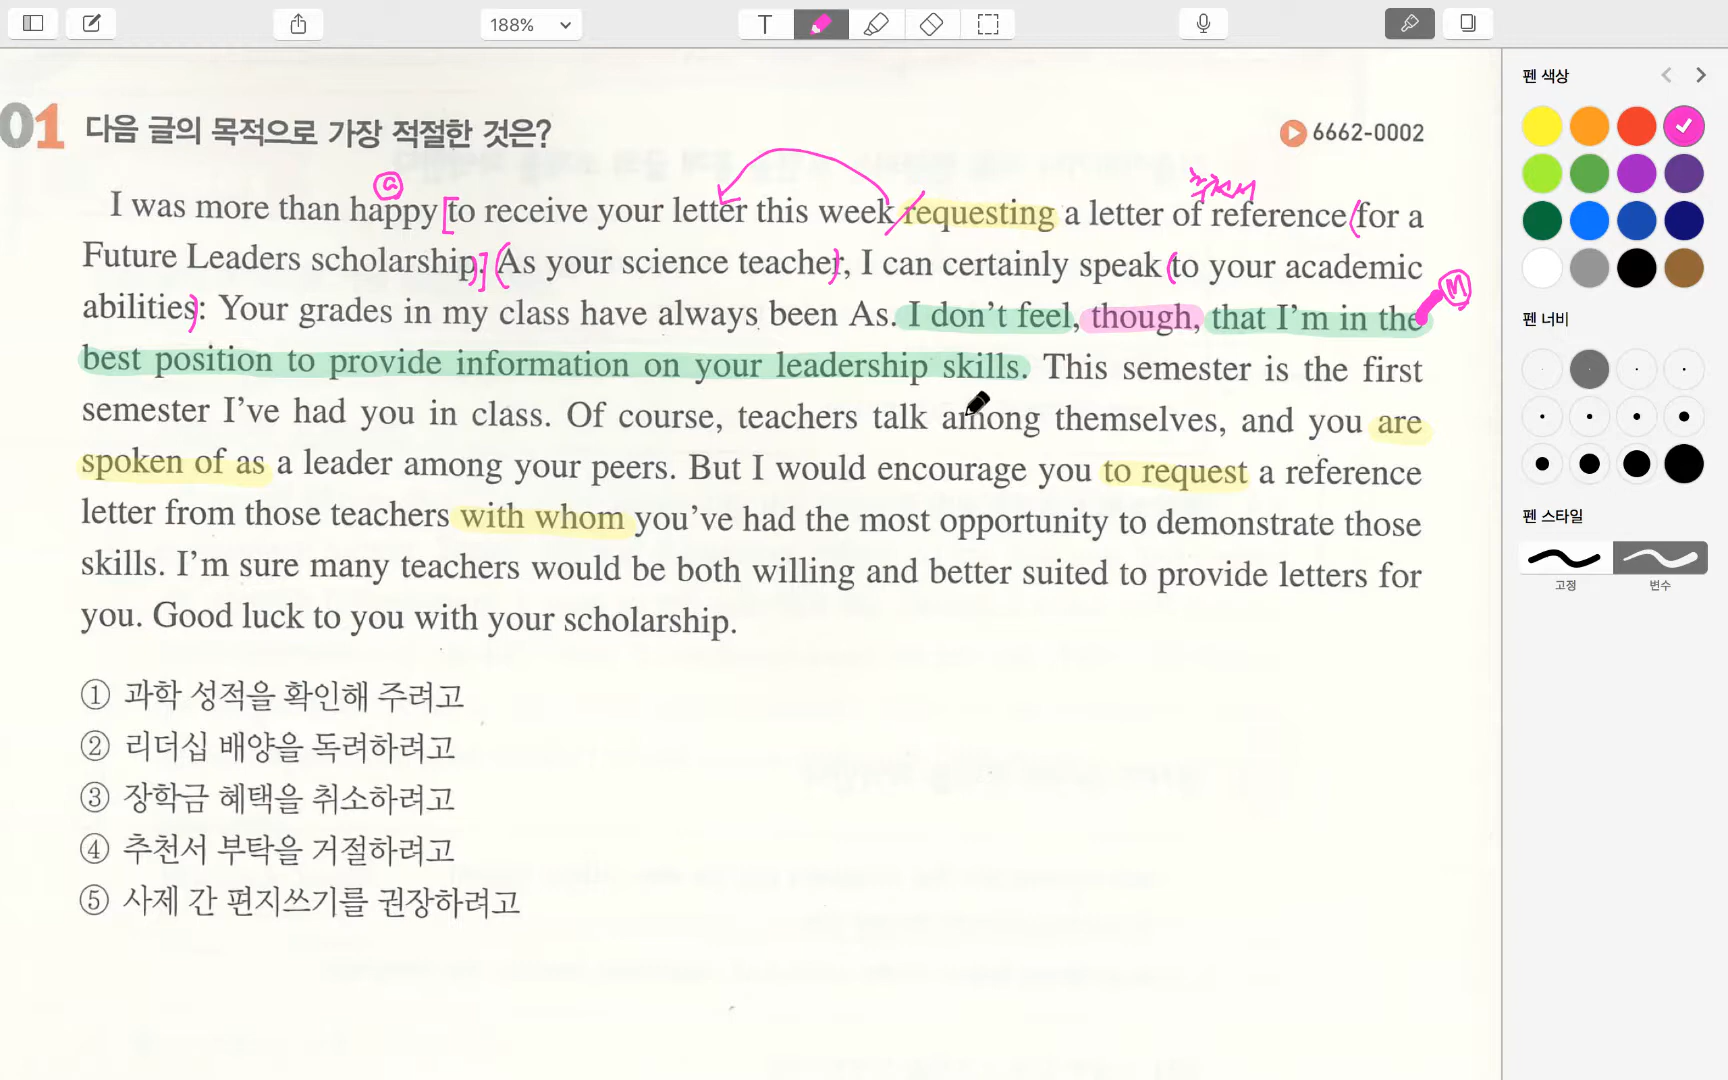 188%
T
펜 색상
01 다음 글의 목적으로 가장 적절한 것은?
6662-0002
ⓐ
추천서
I was more than happy [to receive your letter this week / requesting a letter of reference (for a
Future Leaders scholarship).] (As your science teacher), I can certainly speak (to your academic
abilities): Your grades in my class have always been As. I don't feel, though, that I'm in the
M
best position to provide information on your leadership skills. This semester is the first
semester I've had you in class. Of course, teachers talk among themselves, and you are
spoken of as a leader among your peers. But I would encourage you to request a reference
letter from those teachers with whom you've had the most opportunity to demonstrate those
skills. I'm sure many teachers would be both willing and better suited to provide letters for
you. Good luck to you with your scholarship.
① 과학 성적을 확인해 주려고
② 리더십 배양을 독려하려고
③ 장학금 혜택을 취소하려고
④ 추천서 부탁을 거절하려고
⑤ 사제 간 편지쓰기를 권장하려고
펜 너비
펜 스타일
고정
변수